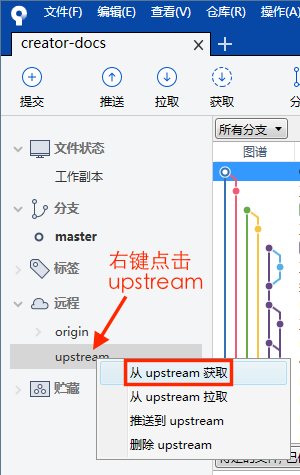 文件(F) 编辑(E) 查看(V) 仓库(R) 操作(A)
creator-docs
提交 推送 拉取 获取
文件状态
工作副本
分支
master
标签
远程
origin
upstream
贮藏
所有分支
图谱
右键点击
upstream
从 upstream 获取
从 upstream 拉取
推送到 upstream
删除 upstream